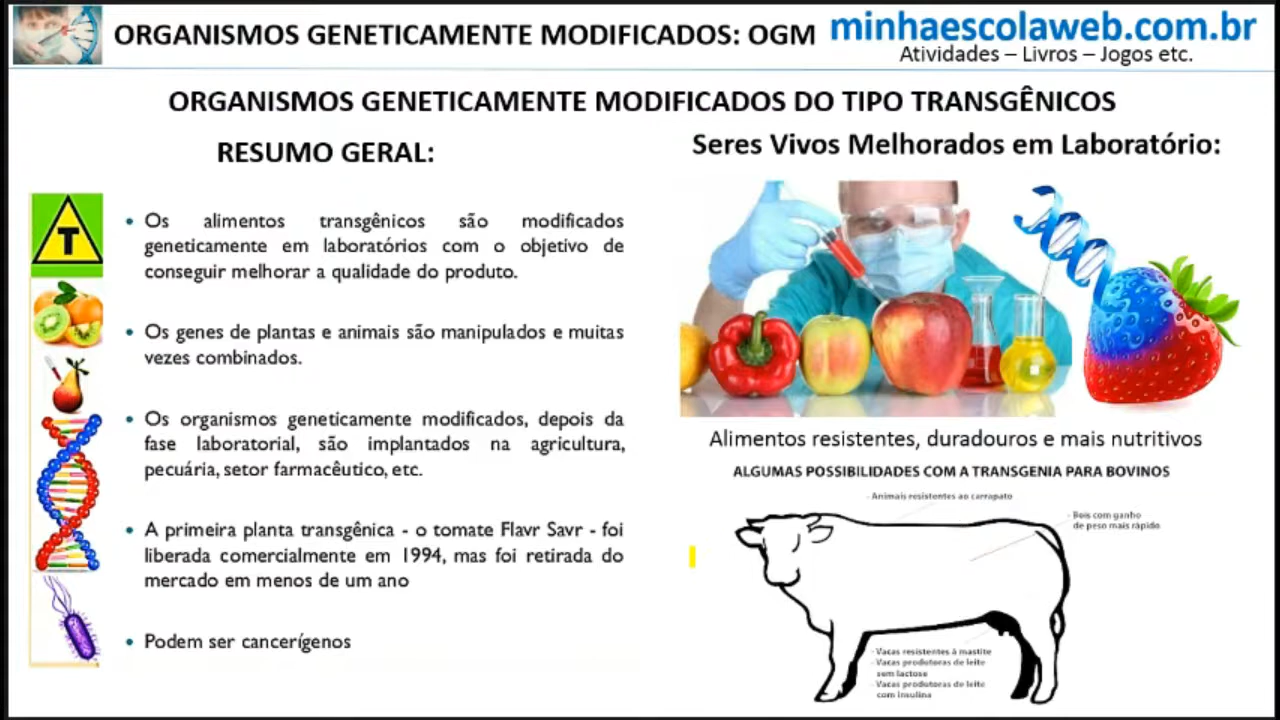 ORGANISMOS GENETICAMENTE MODIFICADOS: OGM
minhaescolaweb.com.br
Atividades – Livros – Jogos etc.
ORGANISMOS GENETICAMENTE MODIFICADOS DO TIPO TRANSGÊNICOS
RESUMO GERAL:
T
• Os alimentos transgênicos são modificados
geneticamente em laboratórios com o objetivo de
conseguir melhorar a qualidade do produto.
• Os genes de plantas e animais são manipulados e muitas
vezes combinados.
• Os organismos geneticamente modificados, depois da
fase laboratorial, são implantados na agricultura,
pecuária, setor farmacêutico, etc.
• A primeira planta transgênica - o tomate Flavr Savr - foi
liberada comercialmente em 1994, mas foi retirada do
mercado em menos de um ano
• Podem ser cancerígenos
Seres Vivos Melhorados em Laboratório:
Alimentos resistentes, duradouros e mais nutritivos
ALGUMAS POSSIBILIDADES COM A TRANSGENIA PARA BOVINOS
- Animais resistentes ao carrapato
- Bois com ganho
de peso mais rápido
- Vacas resistentes à mastite
- Vacas produtoras de leite
sem lactose
- Vacas produtoras de leite
com insulina